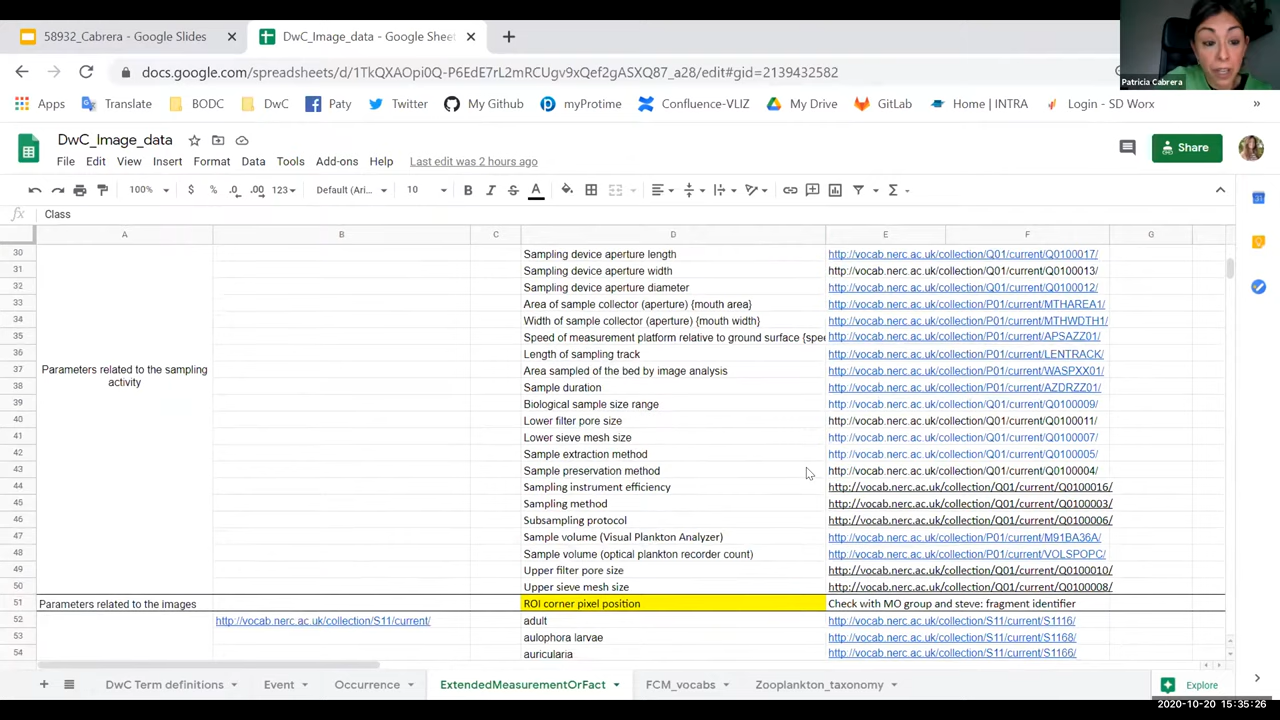 58932_Cabrera - Google Slides
DwC_Image_data - Google Sheet
Patricia Cabrera
docs.google.com/spreadsheets/d/1TkQXAOpi0Q-P6EdE7rL2mRCUgv9xQef2gASXQ87_a28/edit#gid=2139432582
Apps Translate BODC DwC Paty Twitter My Github myProtime Confluence VLIZ My Drive GitLab Home | INTRA Login - SD Worx »
DwC_Image_data
File Edit View Insert Format Data Tools Add-ons Help Last edit was 2 hours ago
Share
100% $ % .0 .00 123 Default (Ari... 10 B I S A
fx Class
A B C D E F G
30 Sampling device aperture length http://vocab.nerc.ac.uk/collection/Q01/current/Q0100017/
31 Sampling device aperture width http://vocab.nerc.ac.uk/collection/Q01/current/Q0100013/
32 Sampling device aperture diameter http://vocab.nerc.ac.uk/collection/Q01/current/Q0100012/
33 Area of sample collector (aperture) {mouth area} http://vocab.nerc.ac.uk/collection/P01/current/MTHAREA1/
34 Width of sample collector (aperture) {mouth width} http://vocab.nerc.ac.uk/collection/P01/current/MTHWDTH1/
35 Speed of measurement platform relative to ground surface {spee http://vocab.nerc.ac.uk/collection/P01/current/APSAZZ01/
36 Length of sampling track http://vocab.nerc.ac.uk/collection/P01/current/LENTRACK/
37 Parameters related to the sampling Area sampled of the bed by image analysis http://vocab.nerc.ac.uk/collection/P01/current/WASPXX01/
38 activity Sample duration http://vocab.nerc.ac.uk/collection/P01/current/AZDRZZ01/
39 Biological sample size range http://vocab.nerc.ac.uk/collection/Q01/current/Q0100009/
40 Lower filter pore size http://vocab.nerc.ac.uk/collection/Q01/current/Q0100011/
41 Lower sieve mesh size http://vocab.nerc.ac.uk/collection/Q01/current/Q0100007/
42 Sample extraction method http://vocab.nerc.ac.uk/collection/Q01/current/Q0100005/
43 Sample preservation method http://vocab.nerc.ac.uk/collection/Q01/current/Q0100004/
44 Sampling instrument efficiency http://vocab.nerc.ac.uk/collection/Q01/current/Q0100016/
45 Sampling method http://vocab.nerc.ac.uk/collection/Q01/current/Q0100003/
46 Subsampling protocol http://vocab.nerc.ac.uk/collection/Q01/current/Q0100006/
47 Sample volume (Visual Plankton Analyzer) http://vocab.nerc.ac.uk/collection/P01/current/M91BA36A/
48 Sample volume (optical plankton recorder count) http://vocab.nerc.ac.uk/collection/P01/current/VOLSPOPC/
49 Upper filter pore size http://vocab.nerc.ac.uk/collection/Q01/current/Q0100010/
50 Upper sieve mesh size http://vocab.nerc.ac.uk/collection/Q01/current/Q0100008/
51 Parameters related to the images ROI corner pixel position Check with MO group and steve: fragment identifier
52 http://vocab.nerc.ac.uk/collection/S11/current/ adult http://vocab.nerc.ac.uk/collection/S11/current/S1116/
53 aulophora larvae http://vocab.nerc.ac.uk/collection/S11/current/S1168/
54 auricularia http://vocab.nerc.ac.uk/collection/S11/current/S1166/
DwC Term definitions Event Occurrence ExtendedMeasurementOrFact FCM_vocabs Zooplankton_taxonomy Explore
2020-10-20 15:35:26